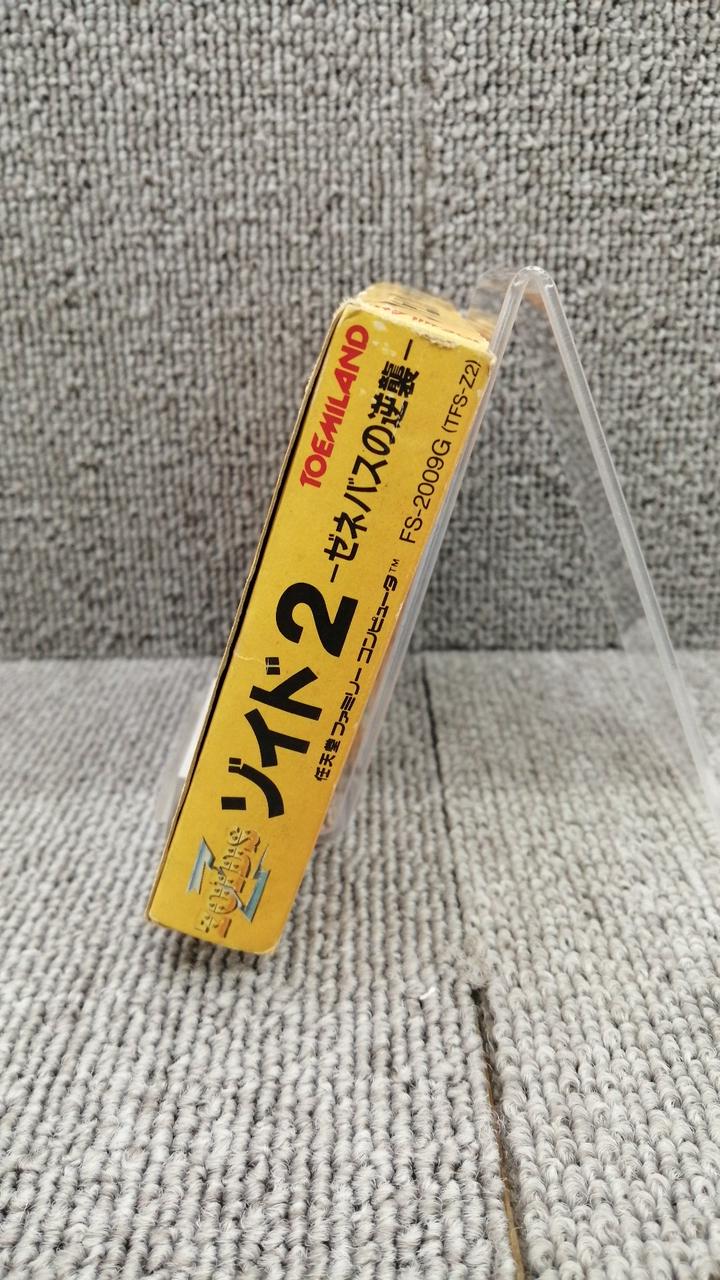 TOEMILAND
ゾイド2 –ゼネバスの逆襲–
任天堂 ファミリー コンピュータ™ FS-2009G (TFS-Z2)
ZOIDS